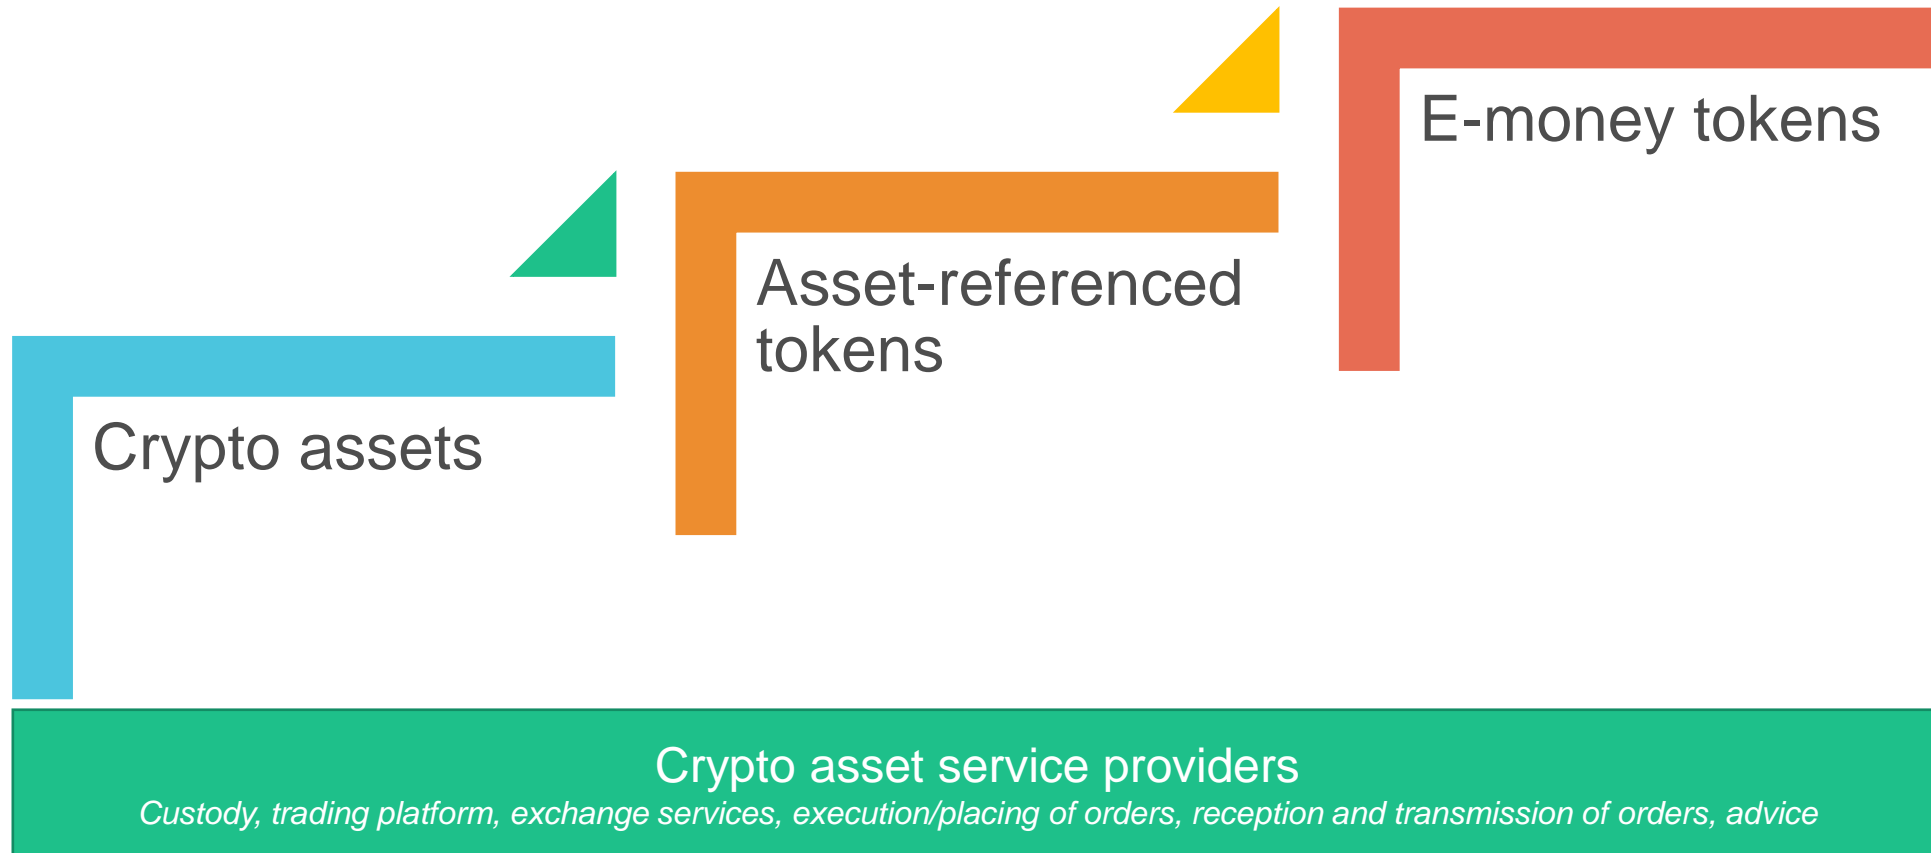 E-money tokens
Asset-referenced
tokens
Crypto assets
Crypto asset service providers
Custody, trading platform, exchange services, execution/placing of orders, reception and transmission of orders, advice